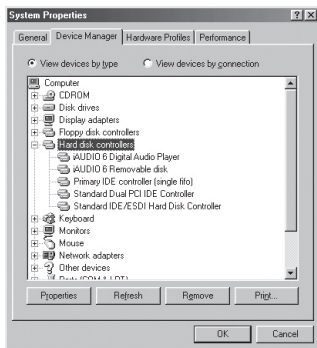 System Properties
General Device Manager Hardware Profiles Performance
View devices by type View devices by connection
Computer
CDROM
Disk drives
Display adapters
Floppy disk controllers
Hard disk controllers
iAUDIO 6 Digital Audio Player
iAUDIO 6 Removable disk
Primary IDE controller (single fifo)
Standard Dual PCI IDE Controller
Standard IDE/ESDI Hard Disk Controller
Keyboard
Monitors
Mouse
Network adapters
Other devices
Ports (COM & LPT)
Properties Refresh Remove Print...
OK Cancel